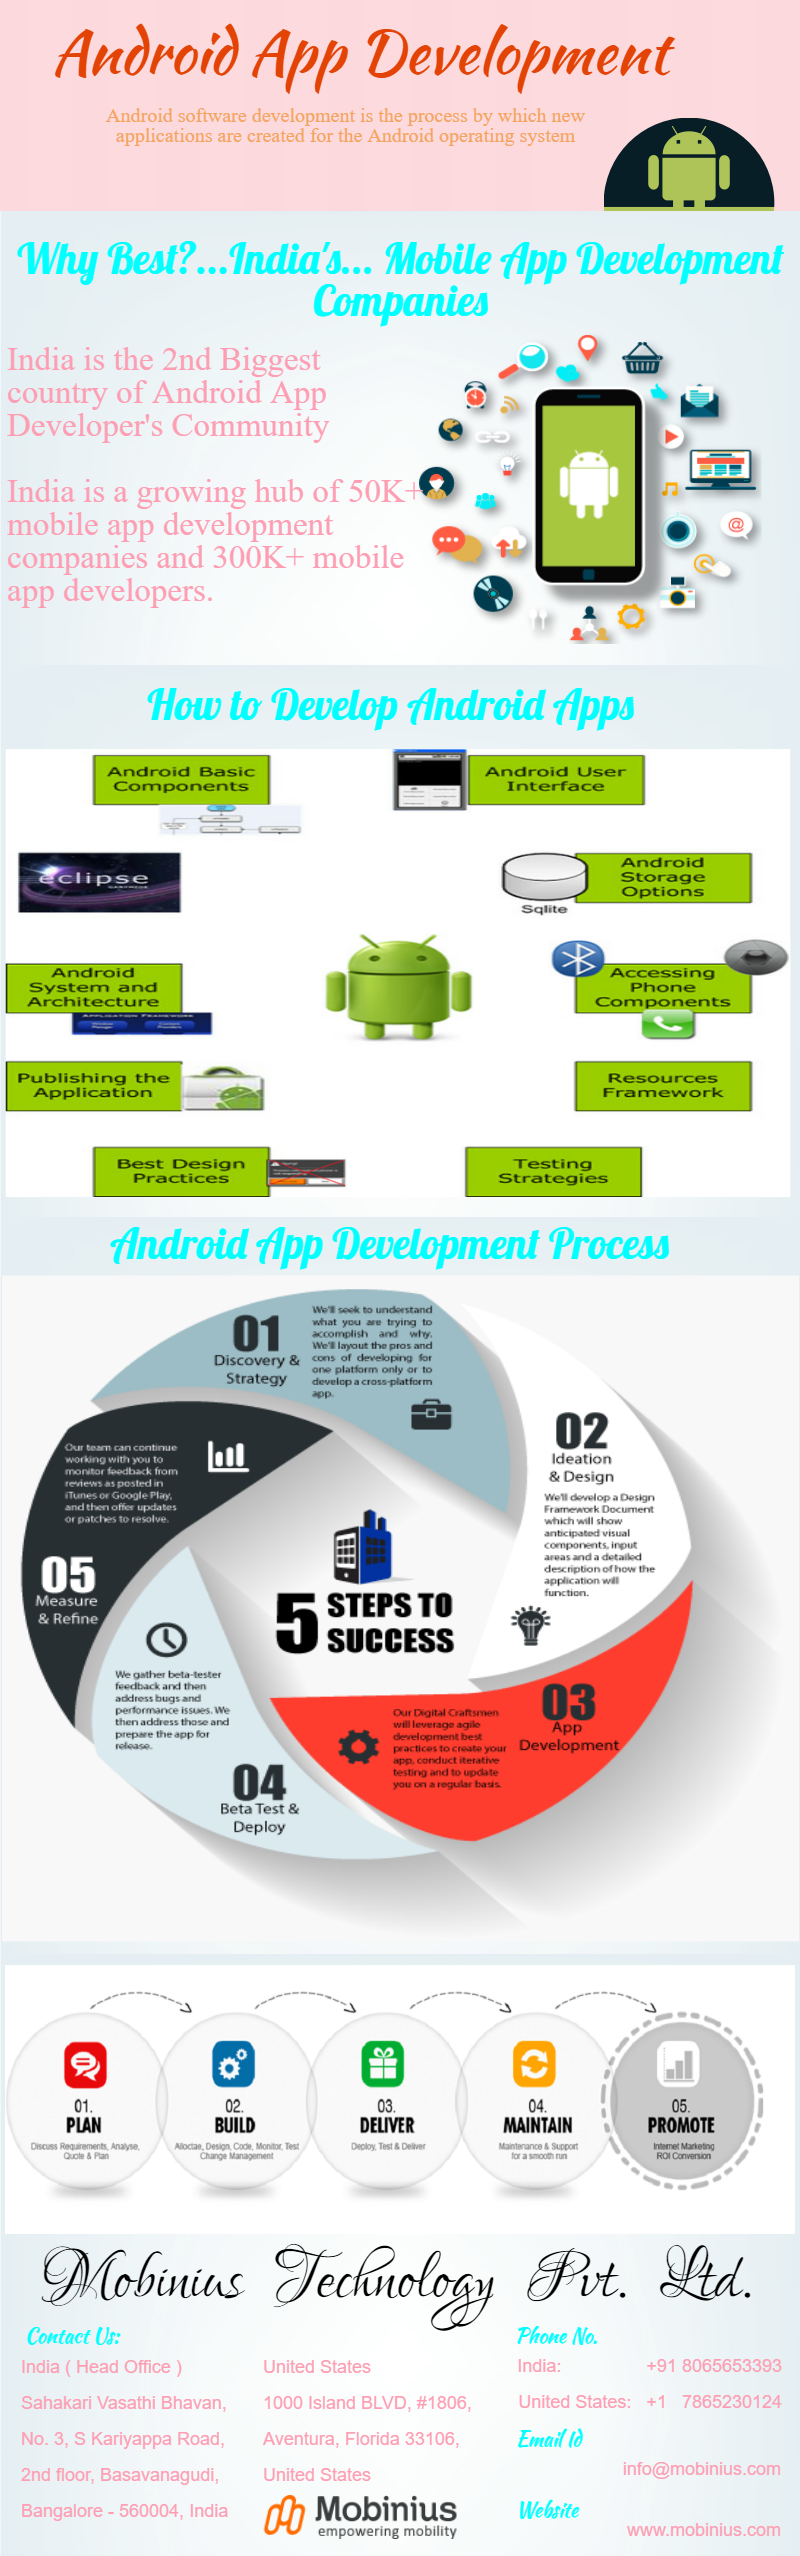 Android App Development
Android software development is the process by which new
applications are created for the Android operating system
Why Best?...India's... Mobile App Development
Companies
India is the 2nd Biggest
country of Android App
Developer's Community
India is a growing hub of 50K+
mobile app development
companies and 300K+ mobile
app developers.
@
How to Develop Android Apps
Android Basic
Components
Android User
Interface
eclipse
Android
Storage
Options
Sqlite
Android
System and
Architecture
APPLICATION FRAMEWORK
Accessing
Phone
Components
Publishing the
Application
Resources
Framework
Best Design
Practices
Testing
Strategies
Android App Development Process
01
Discovery &
Strategy
We'll seek to understand
what you are trying to
accomplish and why.
We'll layout the pros and
cons of developing for
one platform only or to
develop a cross-platform
app.
02
Ideation
& Design
We'll develop a Design
Framework Document
which will show
anticipated visual
components, input
areas and a detailed
description of how the
application will
function.
Our team can continue
working with you to
monitor feedback from
reviews as posted in
iTunes or Google Play,
and then offer updates
or patches to resolve.
05
Measure
& Refine
5 STEPS TO
SUCCESS
We gather beta-tester
feedback and then
address bugs and
performance issues. We
then address those and
prepare the app for
release.
04
Beta Test &
Deploy
Our Digital Craftsmen
will leverage agile
development best
practices to create your
app, conduct iterative
testing and to update
you on a regular basis.
03
App
Development
01.
PLAN
Discuss Requirements, Analyse,
Quote & Plan
02.
BUILD
Alloctae, Design, Code, Monitor, Test
Change Management
03.
DELIVER
Deploy, Test & Deliver
04.
MAINTAIN
Maintenance & Support
for a smooth run
05.
PROMOTE
Internet Marketing
ROI Conversion
Mobinius Technology Pvt. Ltd.
Contact Us:
India ( Head Office )
Sahakari Vasathi Bhavan,
No. 3, S Kariyappa Road,
2nd floor, Basavanagudi,
Bangalore - 560004, India
United States
1000 Island BLVD, #1806,
Aventura, Florida 33106,
United States
Mobinius
empowering mobility
Phone No.
India: +91 8065653393
United States: +1 7865230124
Email Id
info@mobinius.com
Website
www.mobinius.com